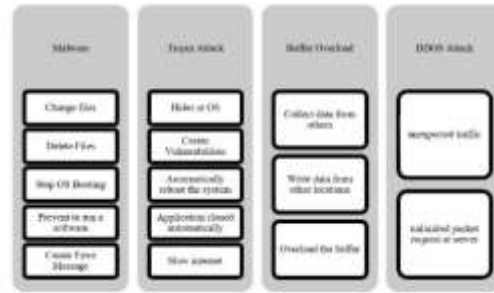 Malware
Change files
Delete Files
Stop OS Booting
Prevent to run a
software
Create Error
Message
Trojan Attack
Hides at OS
Create
Vulnerabilities
Automatically
reboot the system
Application closed
automatically
Slow internet
Buffer Overload
Collect data from
others
Write data from
other locations
Overload the buffer
DDOS Attack
unexpected traffic
unlimited packet
request at server